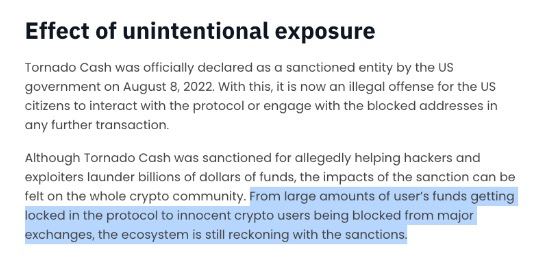 Effect of unintentional exposure
Tornado Cash was officially declared as a sanctioned entity by the US
government on August 8, 2022. With this, it is now an illegal offense for the US
citizens to interact with the protocol or engage with the blocked addresses in
any further transaction.
Although Tornado Cash was sanctioned for allegedly helping hackers and
exploiters launder billions of dollars of funds, the impacts of the sanction can be
felt on the whole crypto community. From large amounts of user's funds getting
locked in the protocol to innocent crypto users being blocked from major
exchanges, the ecosystem is still reckoning with the sanctions.